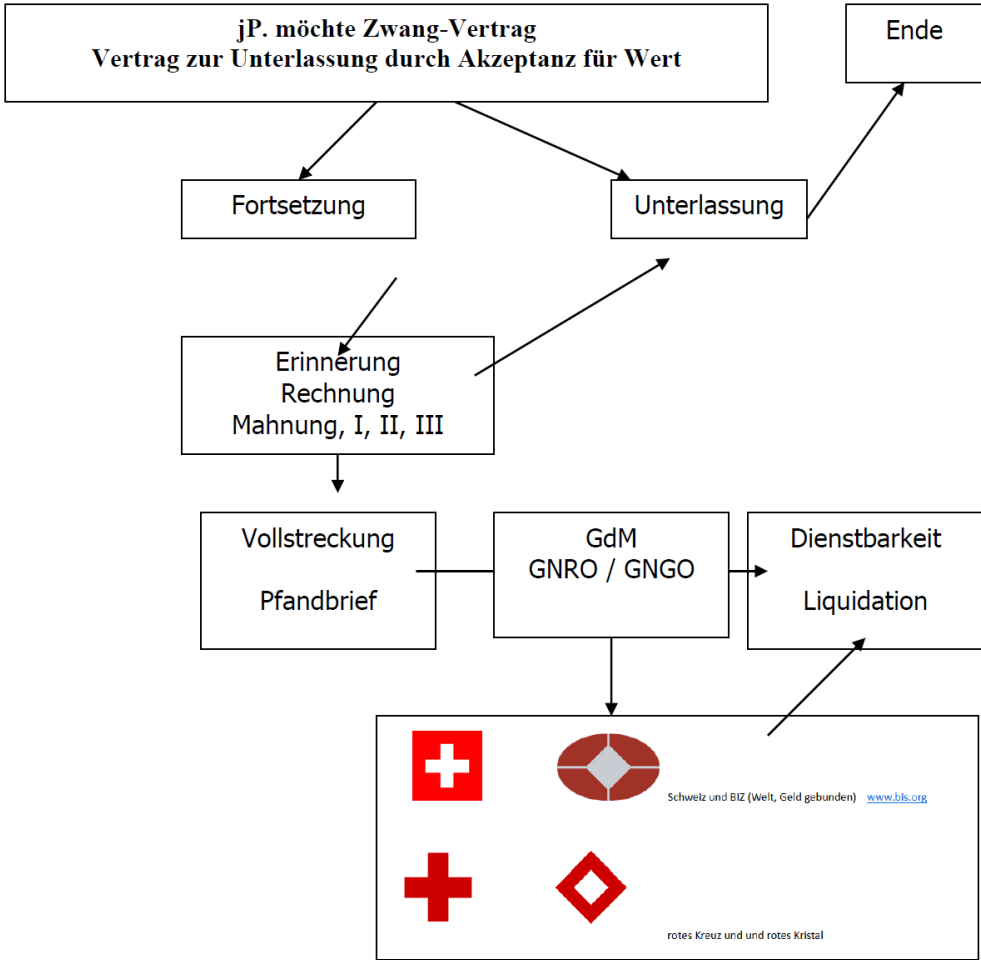 jP. möchte Zwang-Vertrag
Vertrag zur Unterlassung durch Akzeptanz für Wert
Ende
Fortsetzung
Unterlassung
Erinnerung
Rechnung
Mahnung, I, II, III
Vollstreckung
Pfandbrief
GdM
GNRO / GNGO
Dienstbarkeit
Liquidation
Schweiz und BIZ (Welt, Geld gebunden) www.bis.org
rotes Kreuz und und rotes Kristal